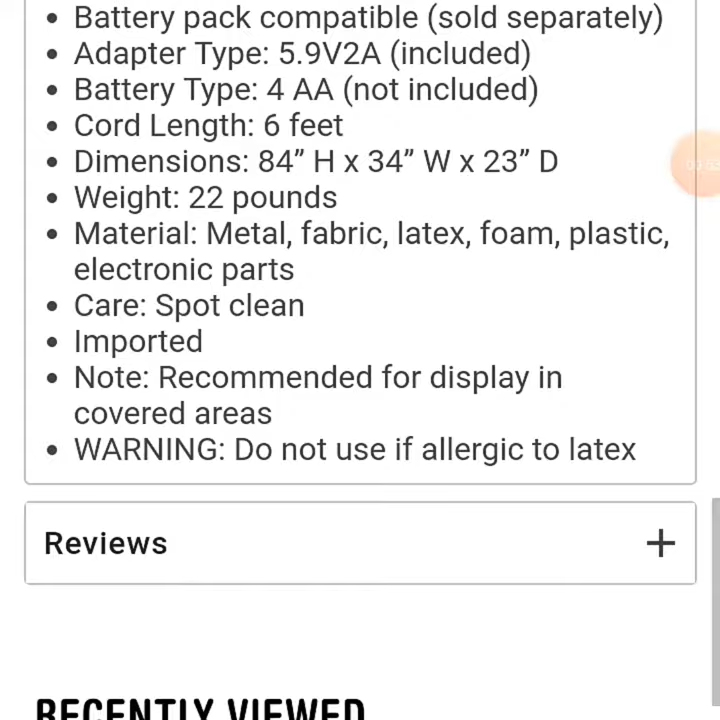 • Battery pack compatible (sold separately)
• Adapter Type: 5.9V2A (included)
• Battery Type: 4 AA (not included)
• Cord Length: 6 feet
• Dimensions: 84” H x 34” W x 23” D
• Weight: 22 pounds
• Material: Metal, fabric, latex, foam, plastic,
electronic parts
• Care: Spot clean
• Imported
• Note: Recommended for display in
covered areas
• WARNING: Do not use if allergic to latex
Reviews +
RECENTLY VIEWED